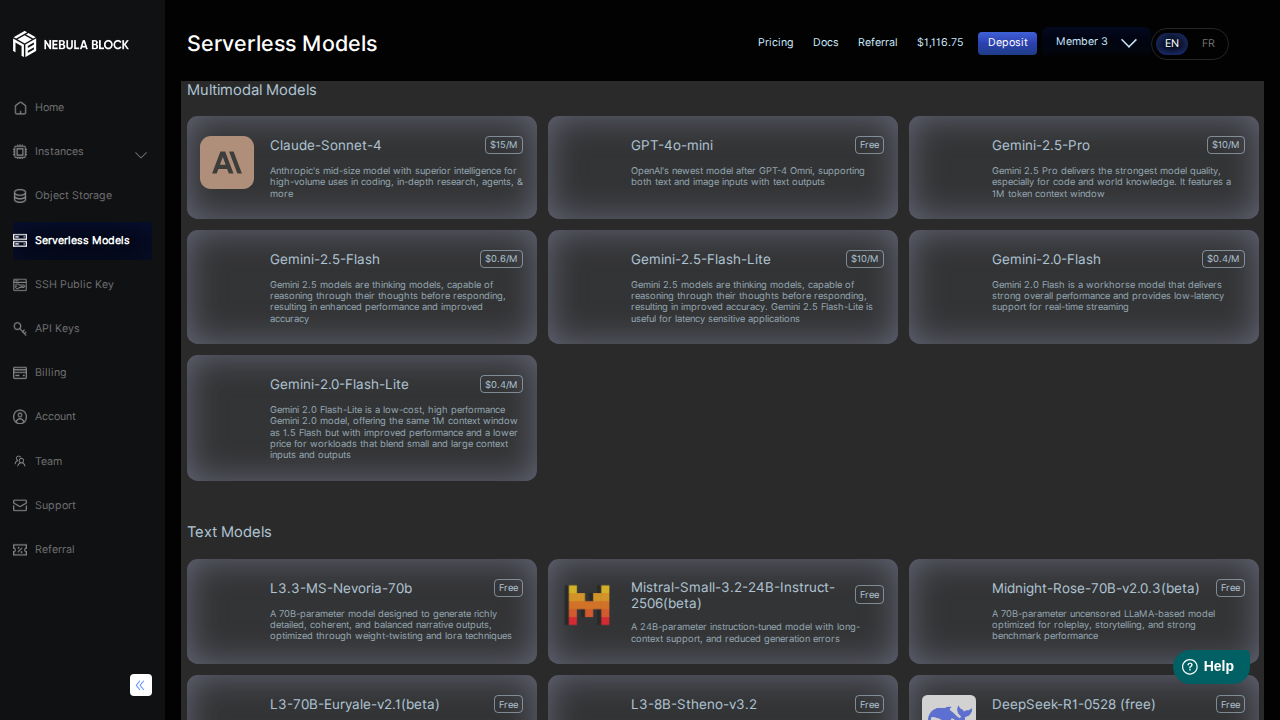 NEBULA BLOCK
Serverless Models
Pricing
Docs
Referral
$1,116.75
Deposit
Member 3
EN
FR
Home
Instances
Object Storage
Serverless Models
SSH Public Key
API Keys
Billing
Account
Team
Support
Referral
Multimodal Models
Claude-Sonnet-4
$15/M
Anthropic's mid-size model with superior intelligence for
high-volume uses in coding, in-depth research, agents, &
more
GPT-4o-mini
Free
OpenAI's newest model after GPT-4 Omni, supporting
both text and image inputs with text outputs
Gemini-2.5-Pro
$10/M
Gemini 2.5 Pro delivers the strongest model quality,
especially for code and world knowledge. It features a
1M token context window
Gemini-2.5-Flash
$0.6/M
Gemini 2.5 models are thinking models, capable of
reasoning through their thoughts before responding,
resulting in enhanced performance and improved
accuracy
Gemini-2.5-Flash-Lite
$10/M
Gemini 2.5 models are thinking models, capable of
reasoning through their thoughts before responding,
resulting in improved accuracy. Gemini 2.5 Flash-Lite is
useful for latency sensitive applications
Gemini-2.0-Flash
$0.4/M
Gemini 2.0 Flash is a workhorse model that delivers
strong overall performance and provides low-latency
support for real-time streaming
Gemini-2.0-Flash-Lite
$0.4/M
Gemini 2.0 Flash-Lite is a low-cost, high performance
Gemini 2.0 model, offering the same 1M context window
as 1.5 Flash but with improved performance and a lower
price for workloads that blend small and large context
inputs and outputs
Text Models
L3.3-MS-Nevoria-70b
Free
A 70B-parameter model designed to generate richly
detailed, coherent, and balanced narrative outputs,
optimized through weight-twisting and lora techniques
Mistral-Small-3.2-24B-Instruct-
2506(beta)
Free
A 24B-parameter instruction-tuned model with long-
context support, and reduced generation errors
Midnight-Rose-70B-v2.0.3(beta)
Free
A 70B-parameter uncensored LLaMA-based model
optimized for roleplay, storytelling, and strong
benchmark performance
L3-70B-Euryale-v2.1(beta)
Free
L3-8B-Stheno-v3.2
Free
DeepSeek-R1-0528 (free)
Free
Help